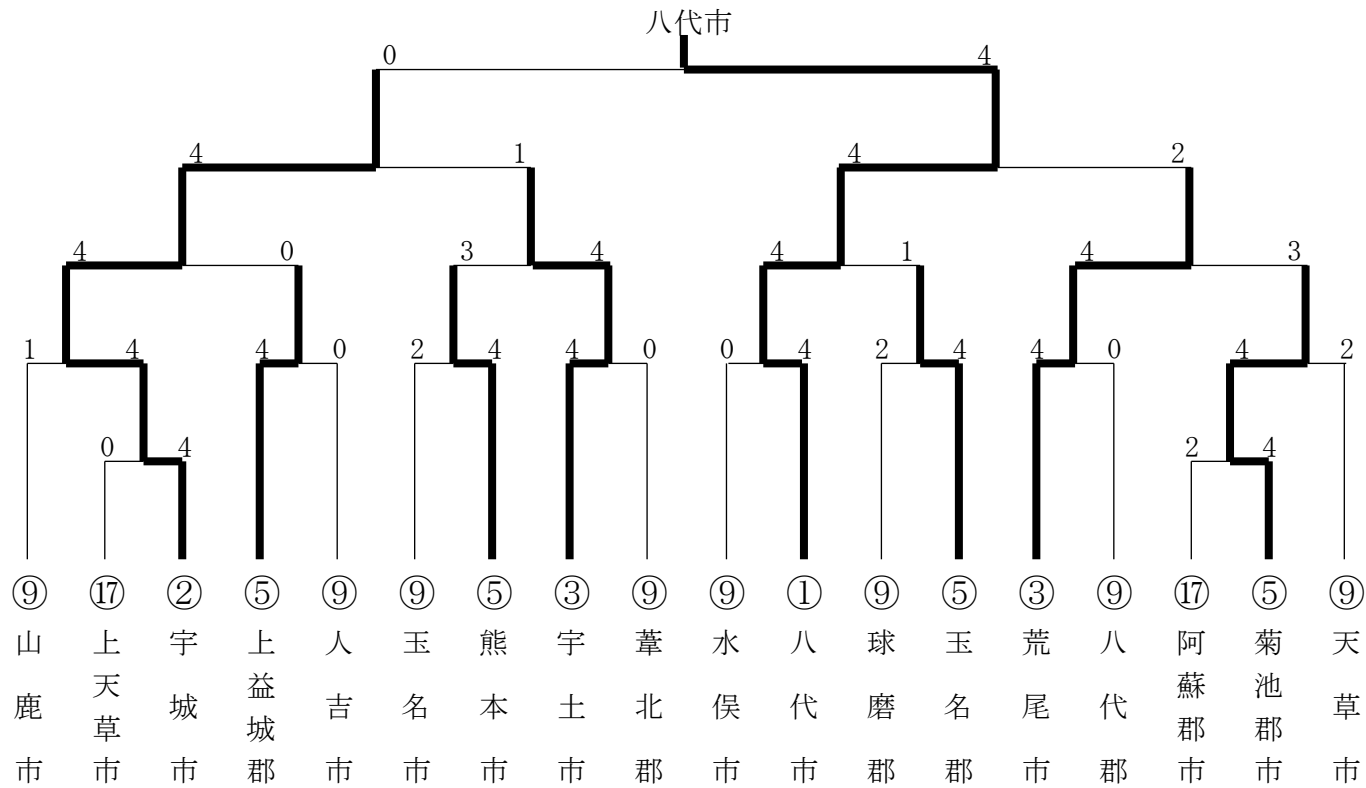 八代市
0 4
4 1 4 2
4 0 3 4 4 1 4 3
1 4 4 0 2 4 4 0 0 4 2 4 4 0 4 2
0 4 2 4
⑨ ⑰ ② ⑤ ⑨ ⑨ ⑤ ③ ⑨ ⑨ ① ⑨ ⑤ ③ ⑨ ⑰ ⑤ ⑨
山鹿市
上天草市
宇城市
上益城郡
人吉市
玉名市
熊本市
宇土市
葦北郡
水俣市
八代市
球磨郡
玉名郡
荒尾市
八代郡
阿蘇郡市
菊池郡市
天草市